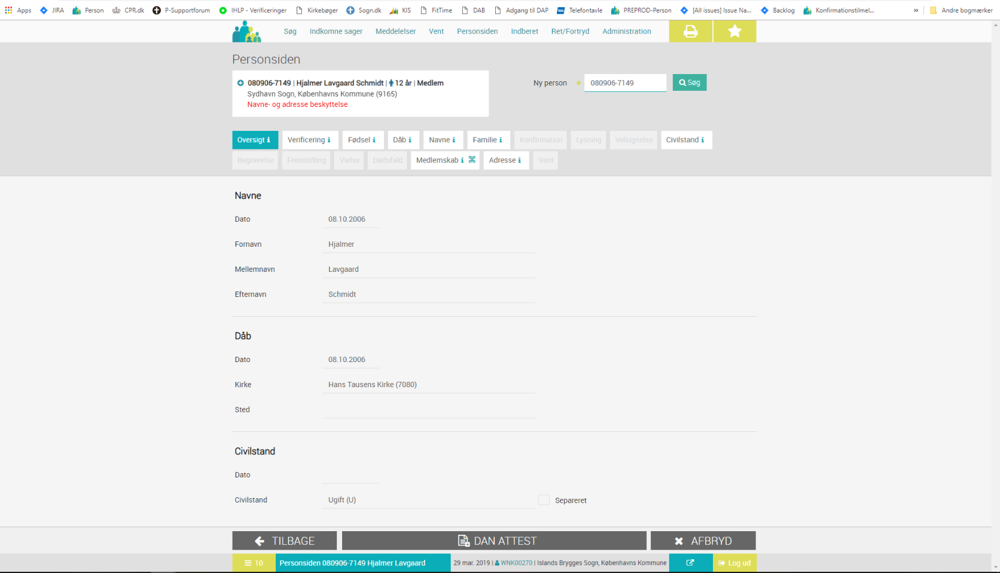 Apps JIRA Person CPR.dk P-Supportforum IHLP - Verificeringer Kirkebøger Sogn.dk KIS FitTime DAB Adgang til DAP TDC Telefontavle PREPROD-Person [All issues] Issue Na... Backlog Konfirmationstilmel... » Andre bogmærker
Søg Indkomne sager Meddelelser Vent Personsiden Indberet Ret/Fortryd Administration
Personsiden
080906-7149 | Hjalmer Lavgaard Schmidt | 12 år | Medlem
Sydhavn Sogn, Københavns Kommune (9165)
Navne- og adresse beskyttelse
Ny person 080906-7149 Søg
Oversigt i Verificering i Fødsel i Dåb i Navne i Familie i Konfirmation Lysning Velsignelse Civilstand i
Begravelse Fremstilling Vielse Dødsfald Medlemskab i ⌘ Adresse i Vent
Navne
Dato 08.10.2006
Fornavn Hjalmer
Mellemnavn Lavgaard
Efternavn Schmidt
Dåb
Dato 08.10.2006
Kirke Hans Tausens Kirke (7080)
Sted
Civilstand
Dato
Civilstand Ugift (U) Separeret
TILBAGE DAN ATTEST AFBRYD
10 Personsiden 080906-7149 Hjalmer Lavgaard 29 mar. 2019 | WNK00270 | Islands Brygges Sogn, Københavns Kommune Log ud